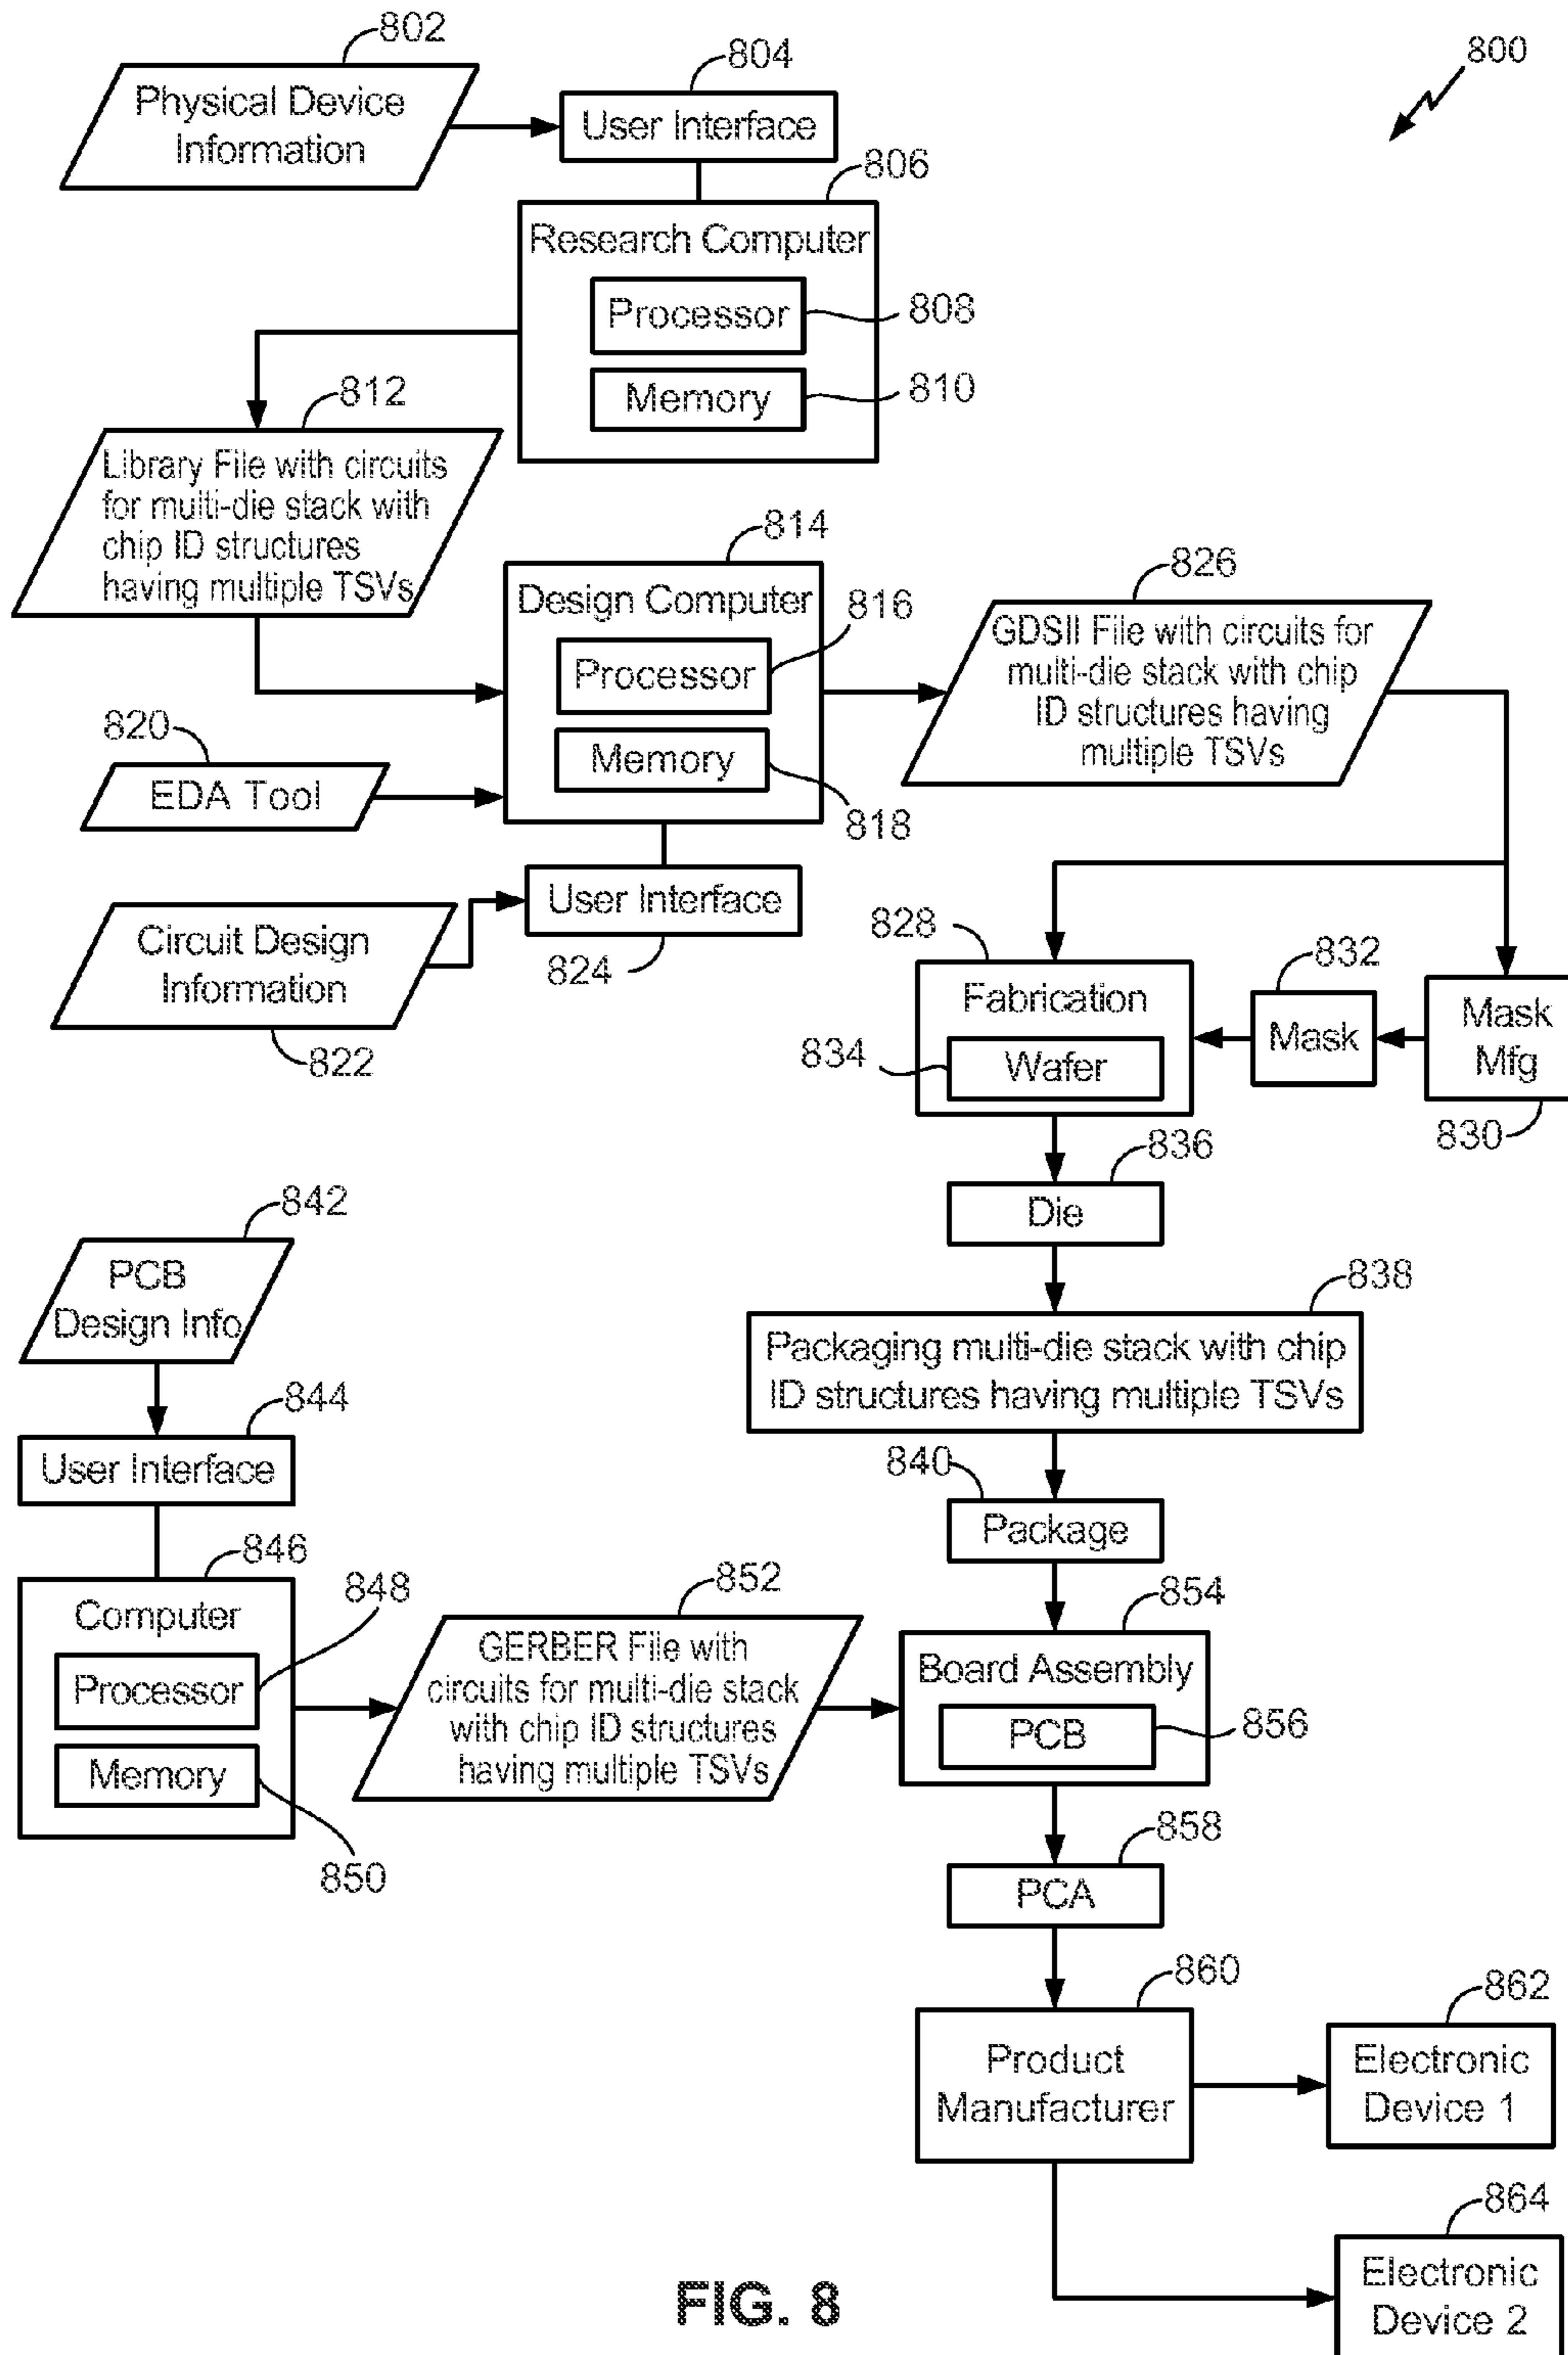 802
Physical Device
Information
804
User Interface
800
806
Research Computer
Processor
808
Memory
810
812
Library File with circuits
for multi-die stack with
chip ID structures
having multiple TSVs
814
Design Computer
Processor
816
Memory
818
820
EDA Tool
Circuit Design
Information
822
User Interface
824
826
GDSII File with circuits for
multi-die stack with chip
ID structures having
multiple TSVs
828
Fabrication
834
Wafer
832
Mask
Mask
Mfg
830
836
Die
838
Packaging multi-die stack with chip
ID structures having multiple TSVs
840
Package
842
PCB
Design Info
844
User Interface
846
Computer
Processor
848
Memory
850
852
GERBER File with
circuits for multi-die stack
with chip ID structures
having multiple TSVs
854
Board Assembly
PCB
856
858
PCA
860
Product
Manufacturer
862
Electronic
Device 1
864
Electronic
Device 2
FIG. 8